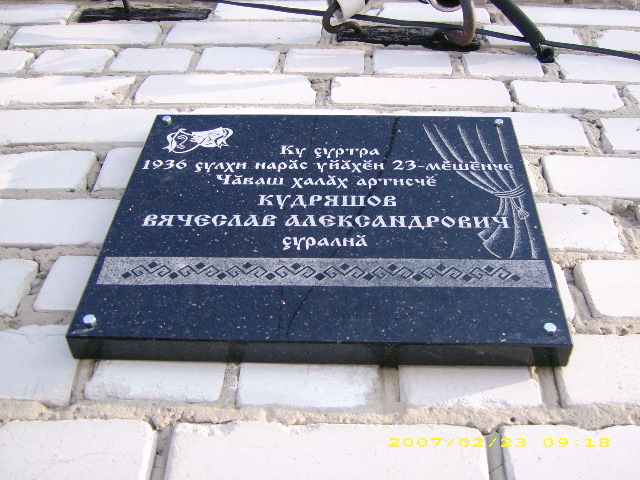 Ку ҫуртра
1936 ҫулхи нарӑс уйӑхӗн 23-мӗшӗнче
Чӑваш халӑх артисчӗ
КУДРЯШОВ
ВЯЧЕСЛАВ АЛЕКСАНДРОВИЧ
ҫуралнӑ
2007/02/23 09:18